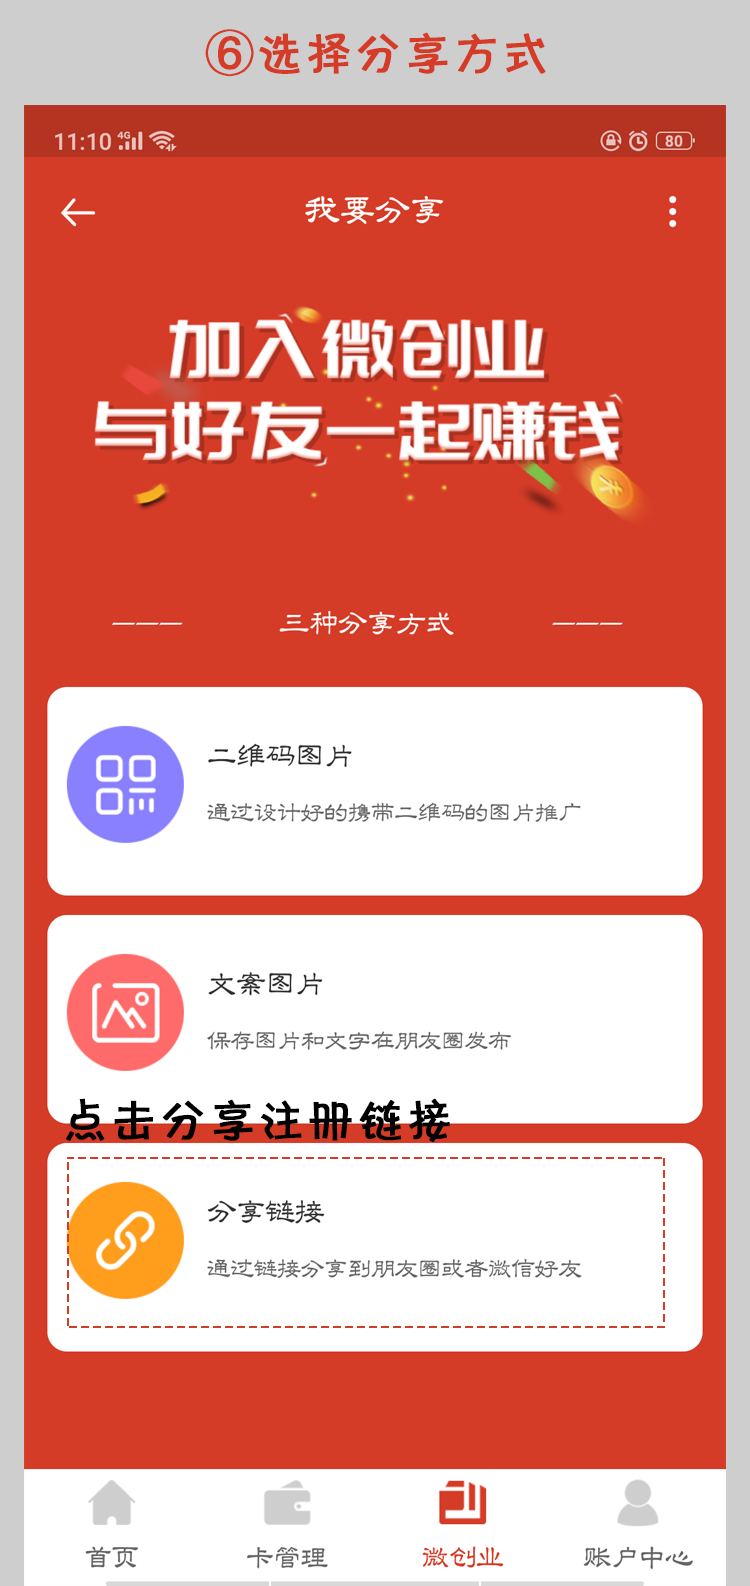 ⑥选择分享方式
11:10 4G 80
我要分享
加入微创业
与好友一起赚钱
——— 三种分享方式 ———
二维码图片
通过设计好的携带二维码的图片推广
文案图片
保存图片和文字在朋友圈发布
点击分享注册链接
分享链接
通过链接分享到朋友圈或者微信好友
首页 卡管理 微创业 账户中心